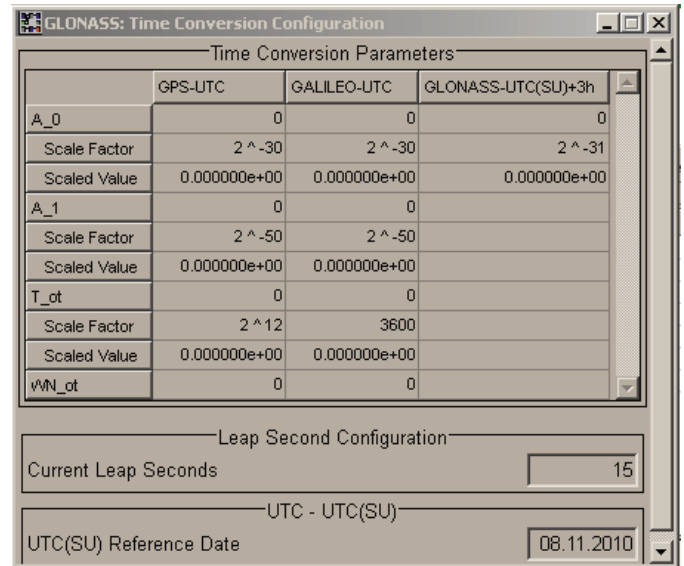 GLONASS: Time Conversion Configuration
Time Conversion Parameters
GPS-UTC GALILEO-UTC GLONASS-UTC(SU)+3h
A_0 0 0 0
Scale Factor 2 ^ -30 2 ^ -30 2 ^ -31
Scaled Value 0.000000e+00 0.000000e+00 0.000000e+00
A_1 0 0
Scale Factor 2 ^ -50 2 ^ -50
Scaled Value 0.000000e+00 0.000000e+00
T_ot 0 0
Scale Factor 2 ^12 3600
Scaled Value 0.000000e+00 0.000000e+00
WN_ot 0 0
Leap Second Configuration
Current Leap Seconds 15
UTC - UTC(SU)
UTC(SU) Reference Date 08.11.2010